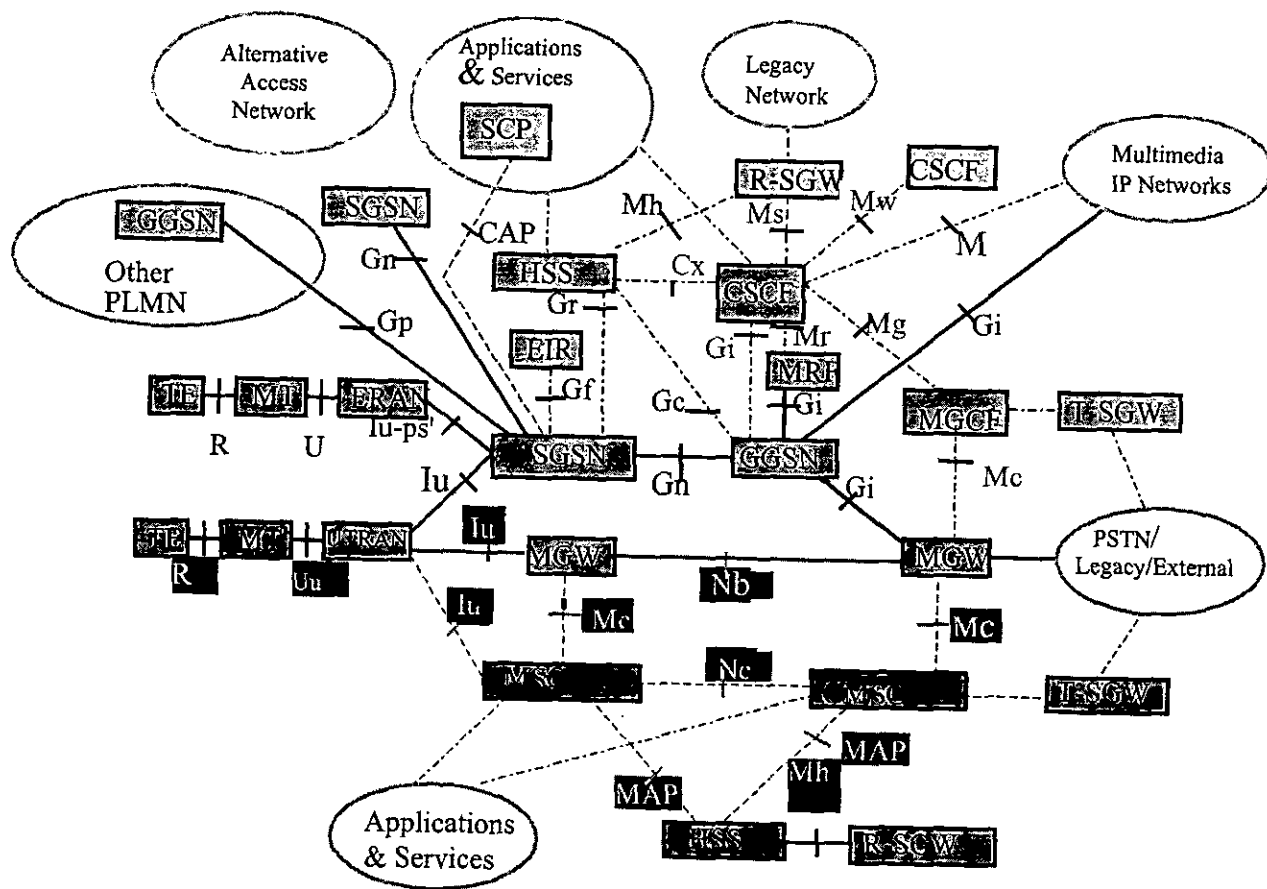 Alternative
Access
Network
Applications
& Services
SCP
Legacy
Network
Multimedia
IP Networks
R-SGW
CSCF
Mh
Ms
Mw
M
GGSN
Other
PLMN
SGSN
Gn
CAP
HSS
Cx
CSCF
Gr
Gp
EIR
Gf
Gi
Mr
MRF
Mg
Gi
Gc
Gi
TE
MT
ERAN
R
U
Iu-ps'
MGCF
T-SGW
SGSN
GGSN
Gn
Mc
Iu
Gi
Iu
TE
MT
UTRAN
MGW
MGW
PSTN/
Legacy/External
R
Uu
Nb
Iu
Mc
Mc
Nc
T-SGW
MAP
MAP
Mh
Applications
& Services
HSS